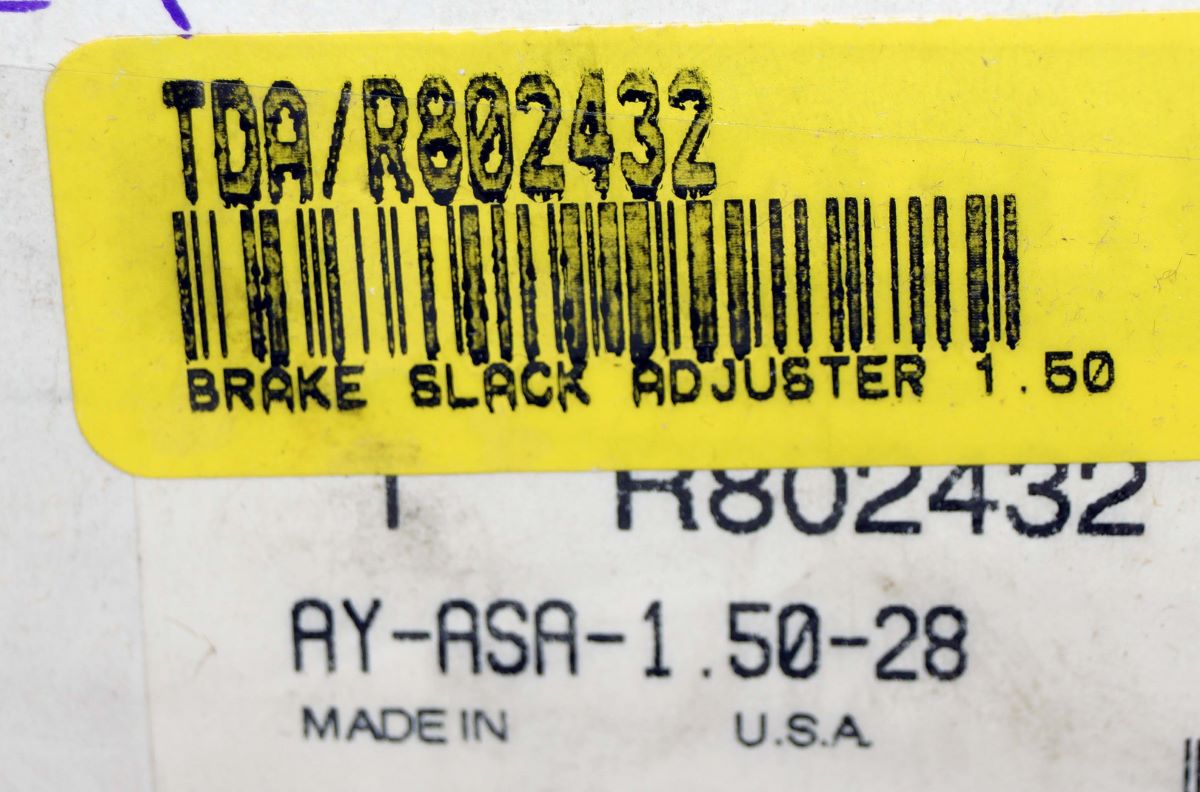 TDA/R802432
BRAKE SLACK ADJUSTER 1.50
1 R802432
AY-ASA-1.50-28
MADE IN U.S.A.